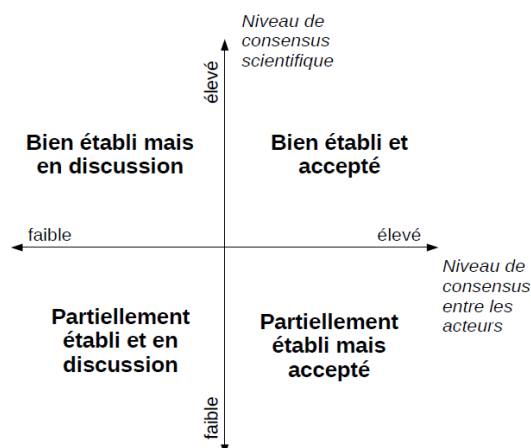 Niveau de
consensus
scientifique
élevé
Bien établi mais
en discussion
Bien établi et
accepté
faible
élevé
Niveau de
consensus
entre les
acteurs
Partiellement
établi et en
discussion
Partiellement
établi mais
accepté
faible